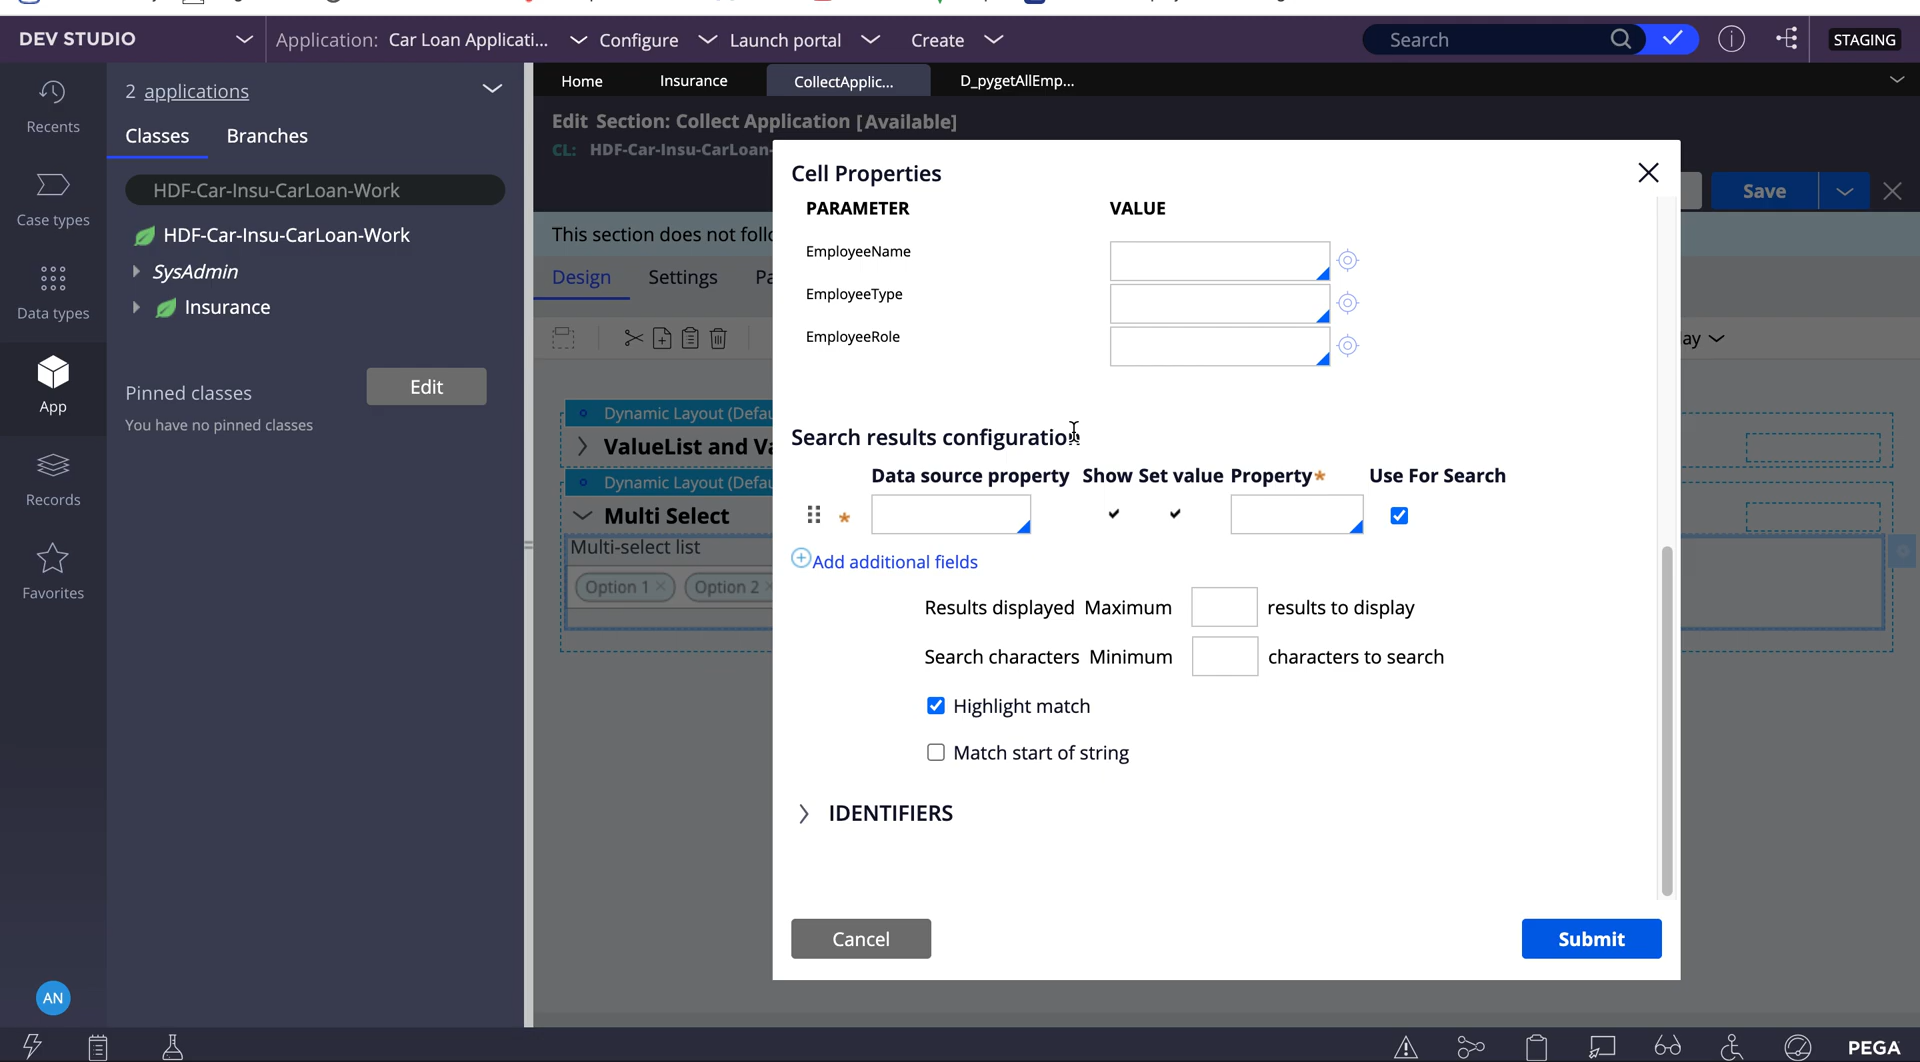 DEV STUDIO
Application: Car Loan Applicati...
Configure
Launch portal
Create
Search
STAGING
Recents
Case types
Data types
App
Records
Favorites
AN
2 applications
Classes
Branches
HDF-Car-Insu-CarLoan-Work
HDF-Car-Insu-CarLoan-Work
SysAdmin
Insurance
Pinned classes
Edit
You have no pinned classes
Home
Insurance
CollectApplic...
D_pygetAllEmp...
Edit Section: Collect Application [Available]
CL: HDF-Car-Insu-CarLoan-
Save
This section does not follo
Design
Settings
Pa
ay
Dynamic Layout (Defau
ValueList and Va
Dynamic Layout (Defau
Multi Select
Multi-select list
Option 1 ×
Option 2 ×
Cell Properties
PARAMETER VALUE
EmployeeName
EmployeeType
EmployeeRole
Search results configuration
Data source property Show Set value Property* Use For Search
*
Add additional fields
Results displayed Maximum results to display
Search characters Minimum characters to search
Highlight match
Match start of string
IDENTIFIERS
Cancel
Submit
PEGA